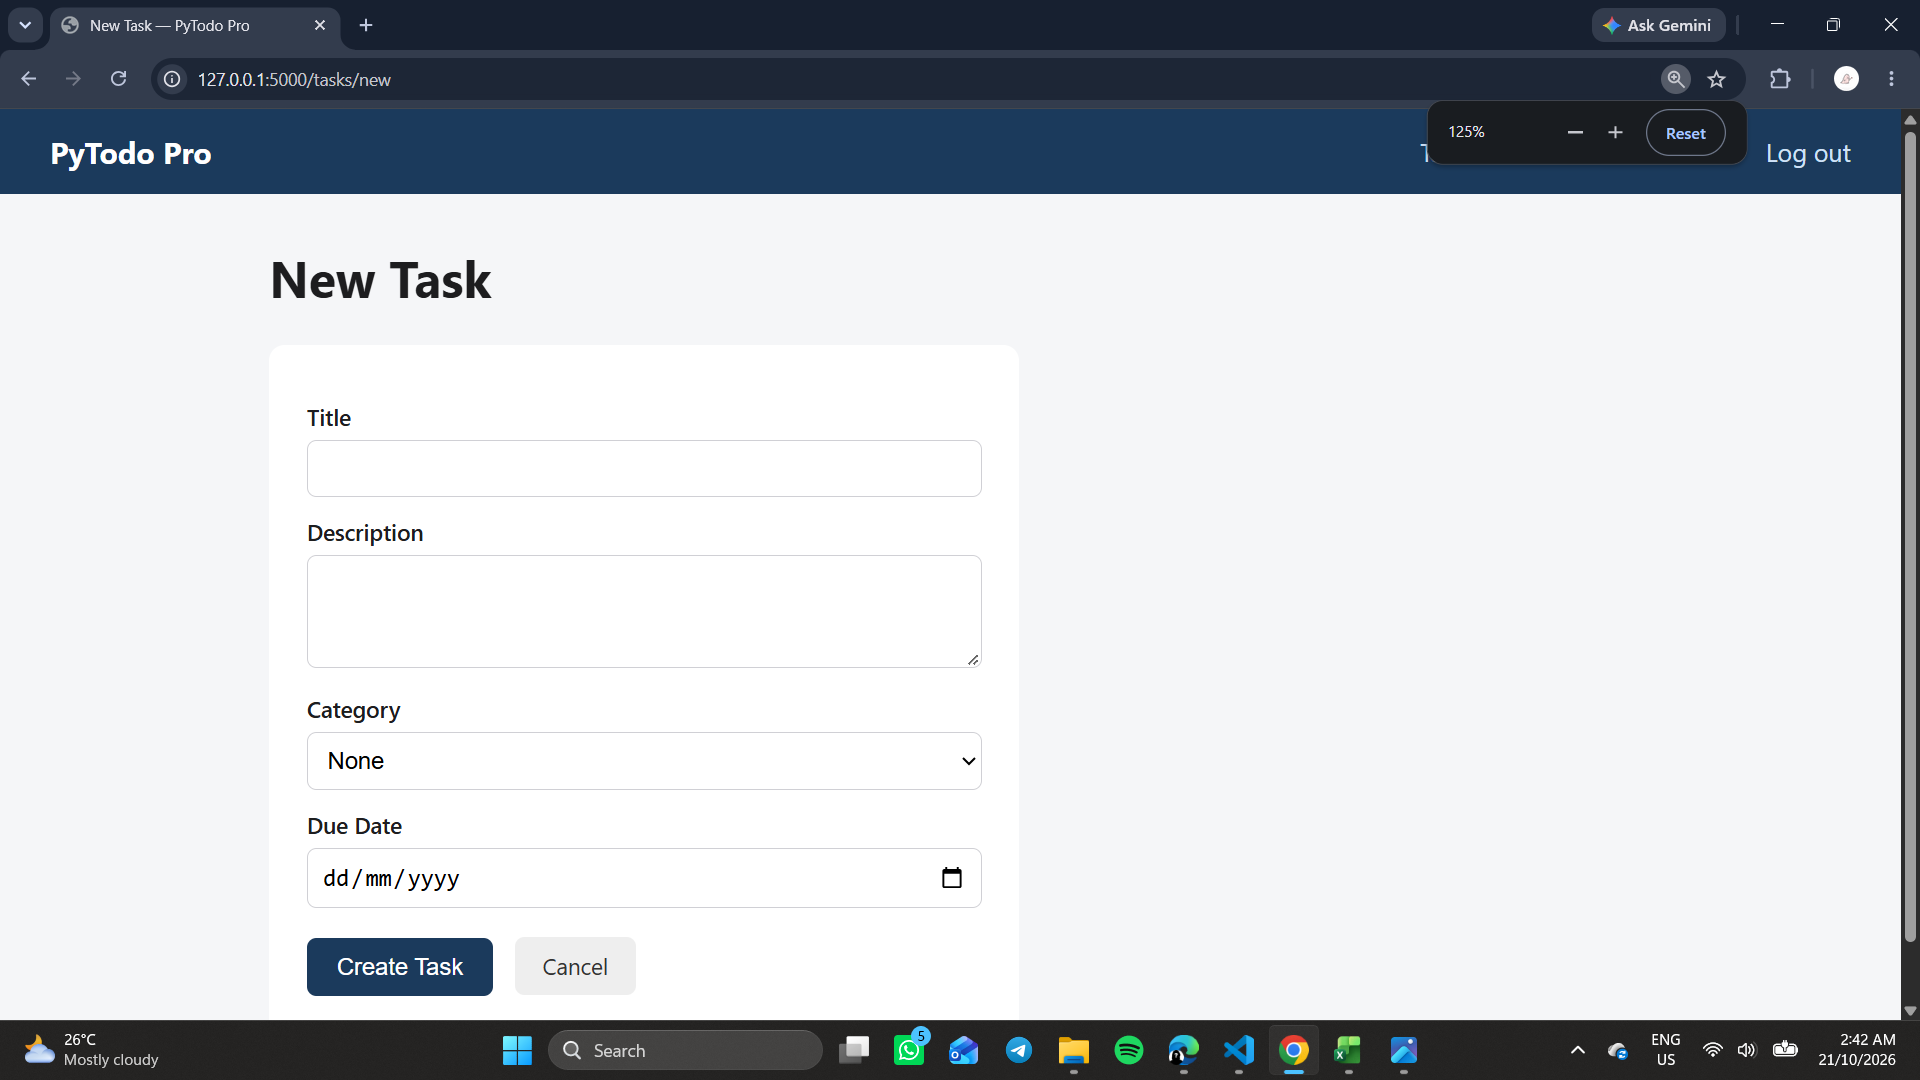 New Task — PyTodo Pro
Ask Gemini
127.0.0.1:5000/tasks/new
125%
Reset
PyTodo Pro
Log out
New Task
Title
Description
Category
None
Due Date
dd/mm/yyyy
Create Task
Cancel
26°C
Mostly cloudy
Search
5
ENG
US
2:42 AM
21/10/2026